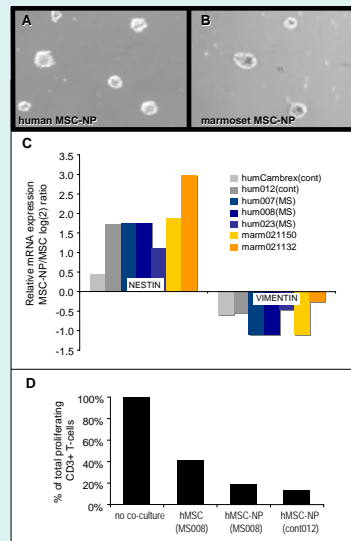 A
B
human MSC-NP
marmoset MSC-NP
C
Relative mRNA expression
MSC-NP/MSC log(2) ratio
3.5
3.0
2.5
2.0
1.5
1.0
0.5
0.0
-0.5
-1.0
-1.5
humCambrex(cont)
hum012(cont)
hum007(MS)
hum008(MS)
hum023(MS)
marm021150
marm021132
NESTIN
VIMENTIN
D
% of total proliferating
CD3+ T-cells
100%
80%
60%
40%
20%
0%
no co-culture
hMSC
(MS008)
hMSC-NP
(MS008)
hMSC-NP
(cont012)